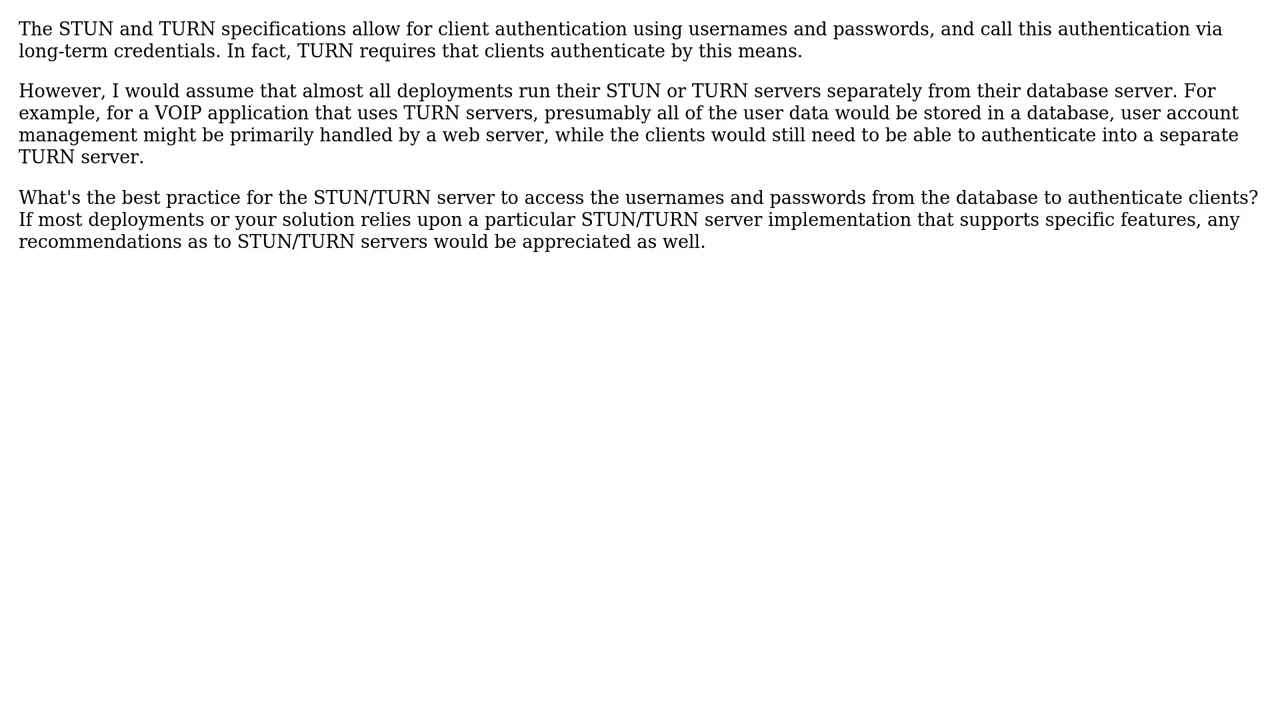 The STUN and TURN specifications allow for client authentication using usernames and passwords, and call this authentication via
long-term credentials. In fact, TURN requires that clients authenticate by this means.
However, I would assume that almost all deployments run their STUN or TURN servers separately from their database server. For
example, for a VOIP application that uses TURN servers, presumably all of the user data would be stored in a database, user account
management might be primarily handled by a web server, while the clients would still need to be able to authenticate into a separate
TURN server.
What's the best practice for the STUN/TURN server to access the usernames and passwords from the database to authenticate clients?
If most deployments or your solution relies upon a particular STUN/TURN server implementation that supports specific features, any
recommendations as to STUN/TURN servers would be appreciated as well.